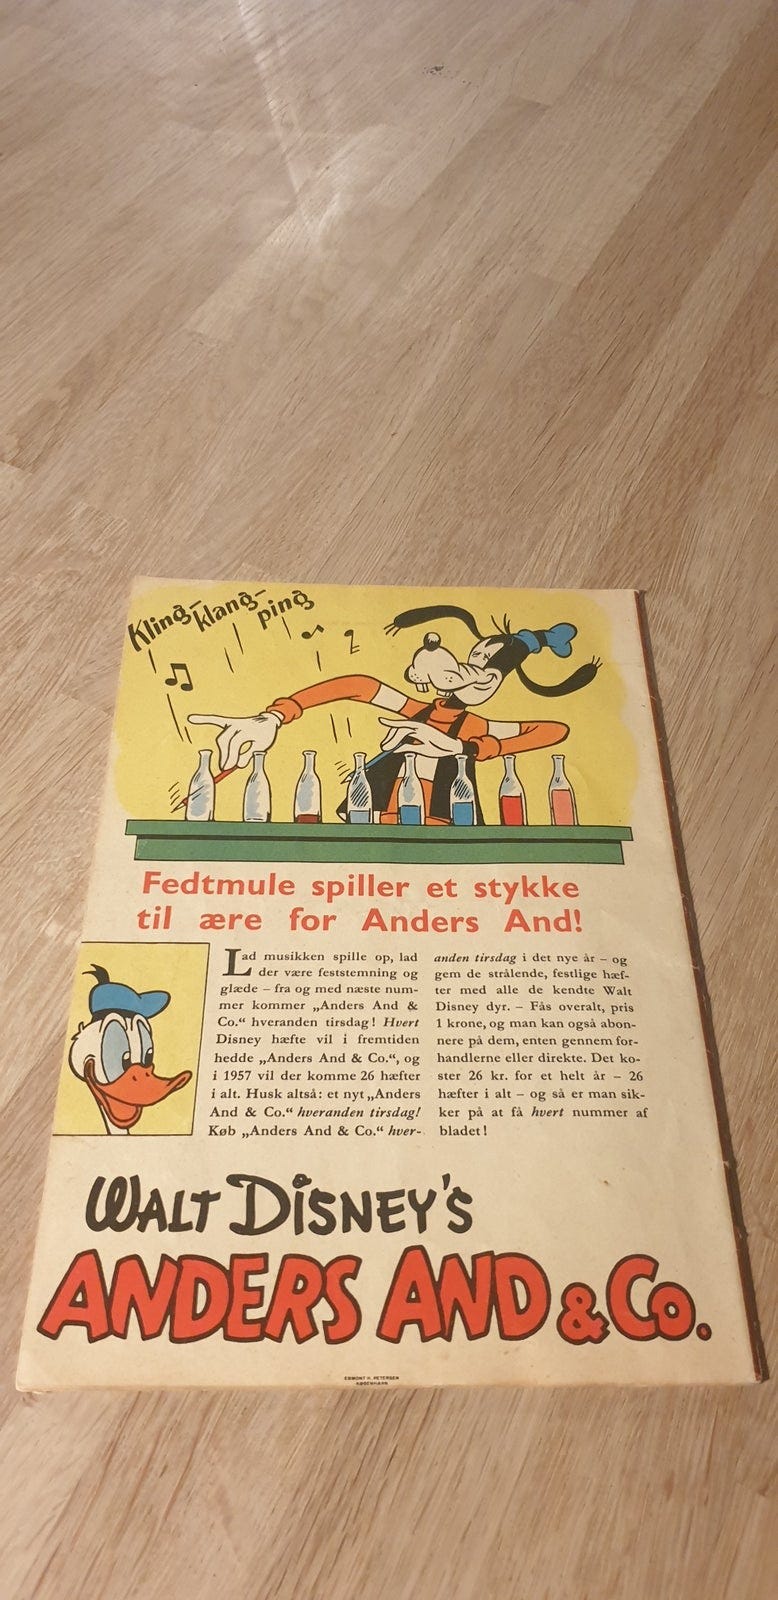 Kling-klang-ping
Fedtmule spiller et stykke
til ære for Anders And!
Lad musikken spille op, lad
der være feststemning og
glæde – fra og med næste num-
mer kommer „Anders And &
Co.“ hveranden tirsdag! Hvert
Disney hæfte vil i fremtiden
hedde „Anders And & Co.“, og
i 1957 vil der komme 26 hæfter
i alt. Husk altså: et nyt „Anders
And & Co.“ hveranden tirsdag!
Køb „Anders And & Co.“ hver-
anden tirsdag i det nye år – og
gem de strålende, festlige hæf-
ter med alle de kendte Walt
Disney dyr. – Fås overalt, pris
1 krone, og man kan også abon-
nere på dem, enten gennem for-
handlerne eller direkte. Det ko-
ster 26 kr. for et helt år – 26
hæfter i alt – og så er man sik-
ker på at få hvert nummer af
bladet!
WALT DISNEY'S
ANDERS AND & Co.
EGMONT H. PETERSEN
KØBENHAVN